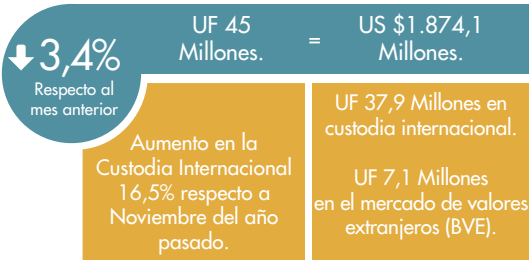 3,4%
Respecto al
mes anterior
UF 45
Millones.
=
US $1.874,1
Millones.
Aumento en la
Custodia Internacional
16,5% respecto a
Noviembre del año
pasado.
UF 37,9 Millones en
custodia internacional.
UF 7,1 Millones
en el mercado de valores
extranjeros (BVE).